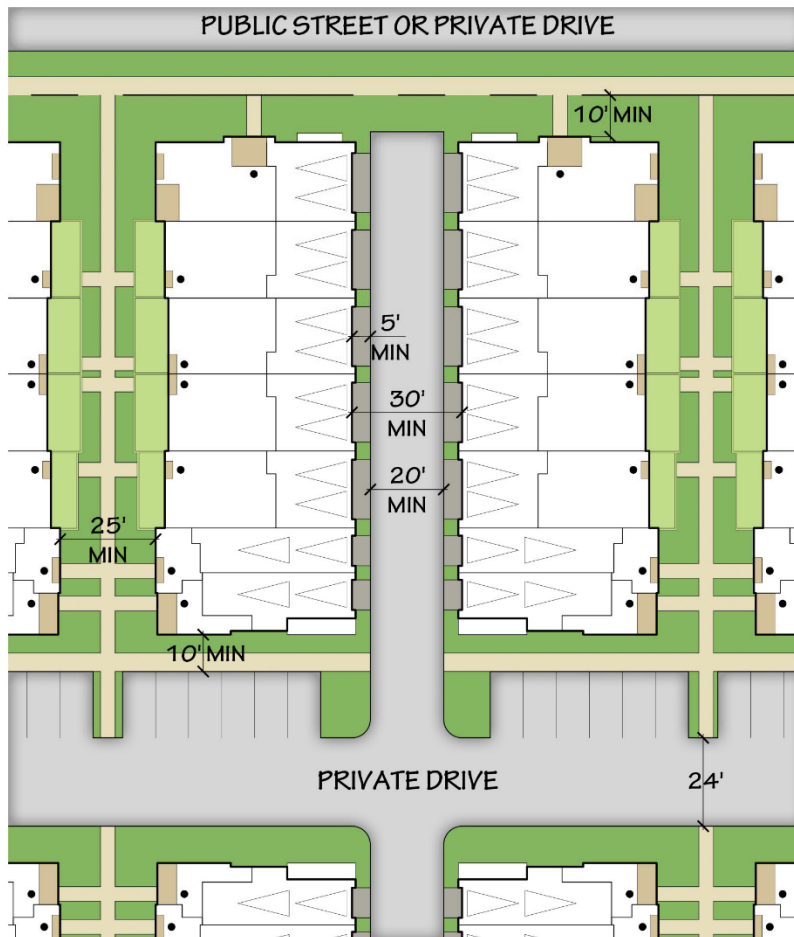 PUBLIC STREET OR PRIVATE DRIVE
10' MIN
5'
MIN
30'
MIN
20'
MIN
25'
MIN
10' MIN
PRIVATE DRIVE
24'